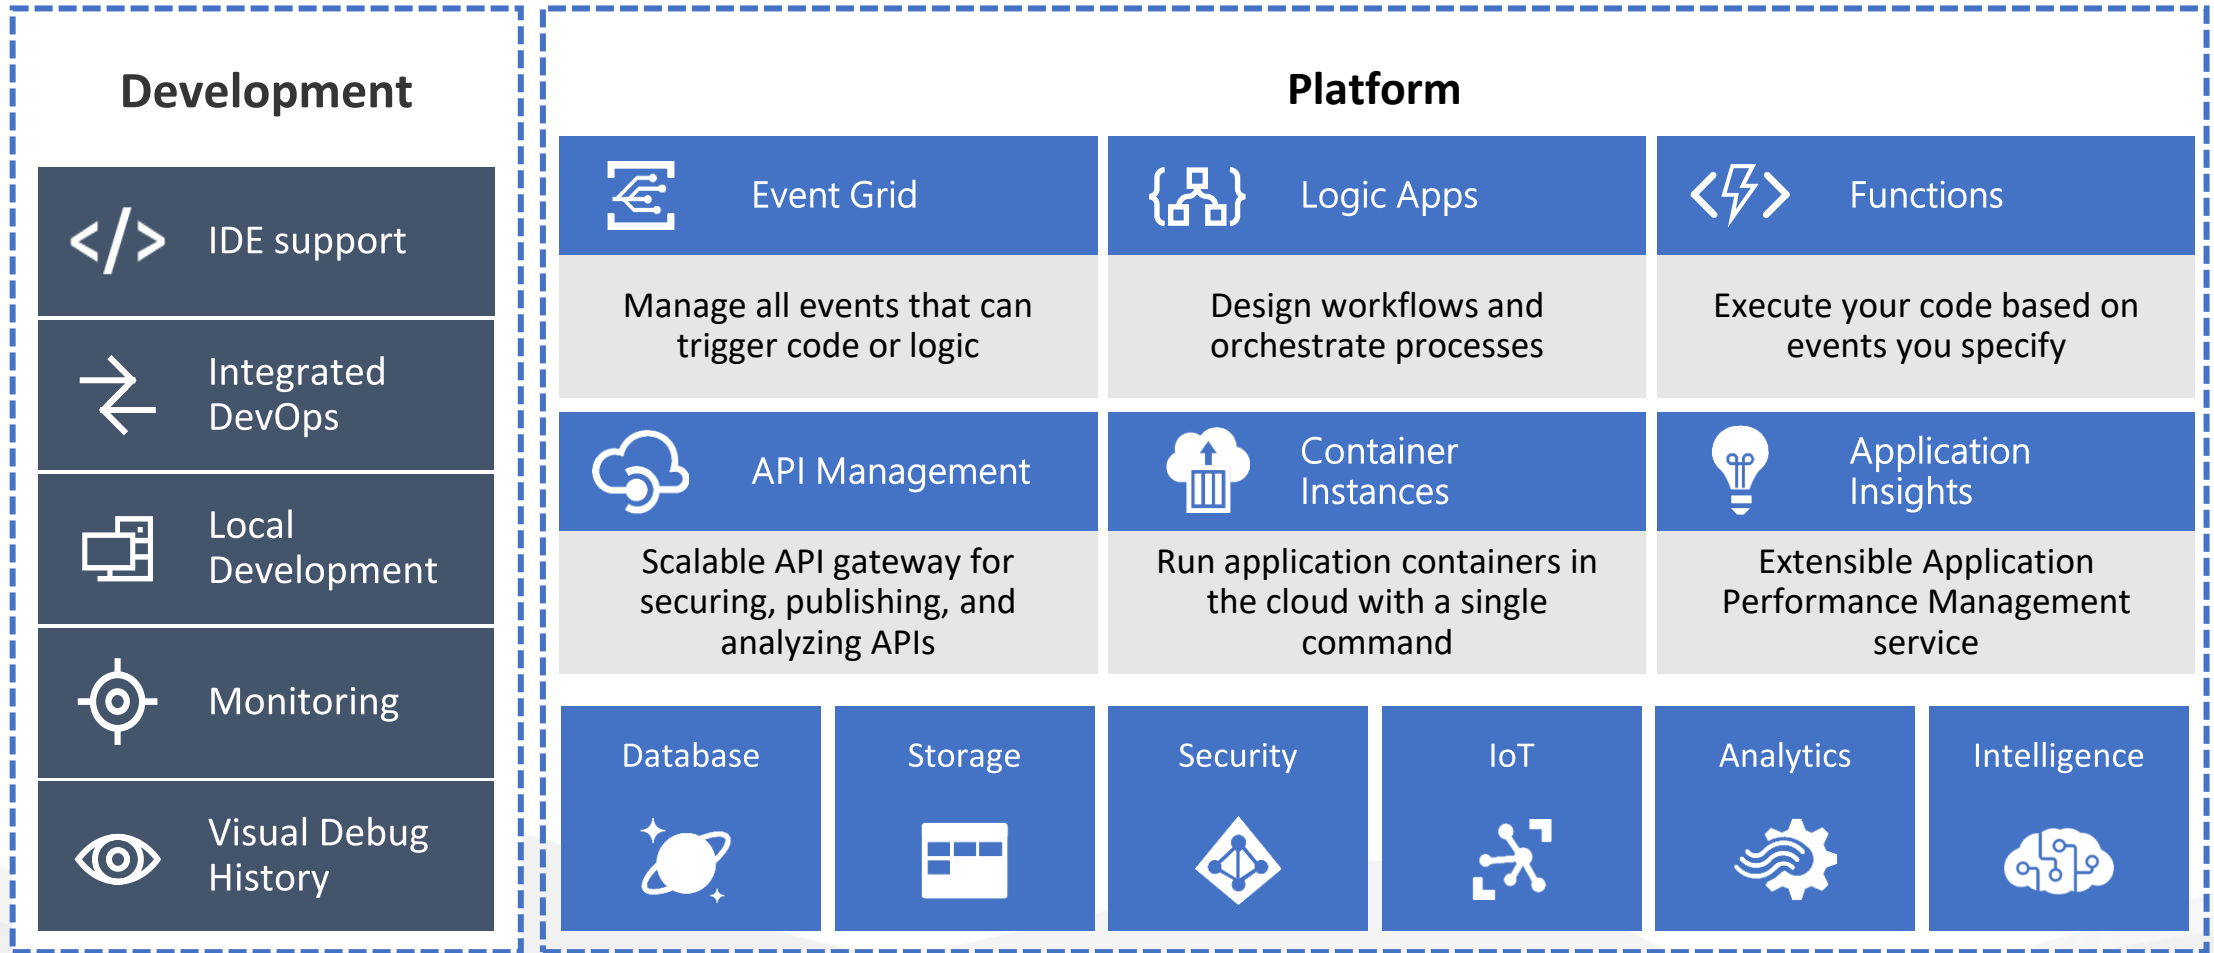 Development
IDE support
Integrated
DevOps
Local
Development
Monitoring
Visual Debug
History
Platform
Event Grid
Manage all events that can
trigger code or logic
Logic Apps
Design workflows and
orchestrate processes
Functions
Execute your code based on
events you specify
API Management
Scalable API gateway for
securing, publishing, and
analyzing APIs
Container
Instances
Run application containers in
the cloud with a single
command
Application
Insights
Extensible Application
Performance Management
service
Database
Storage
Security
IoT
Analytics
Intelligence